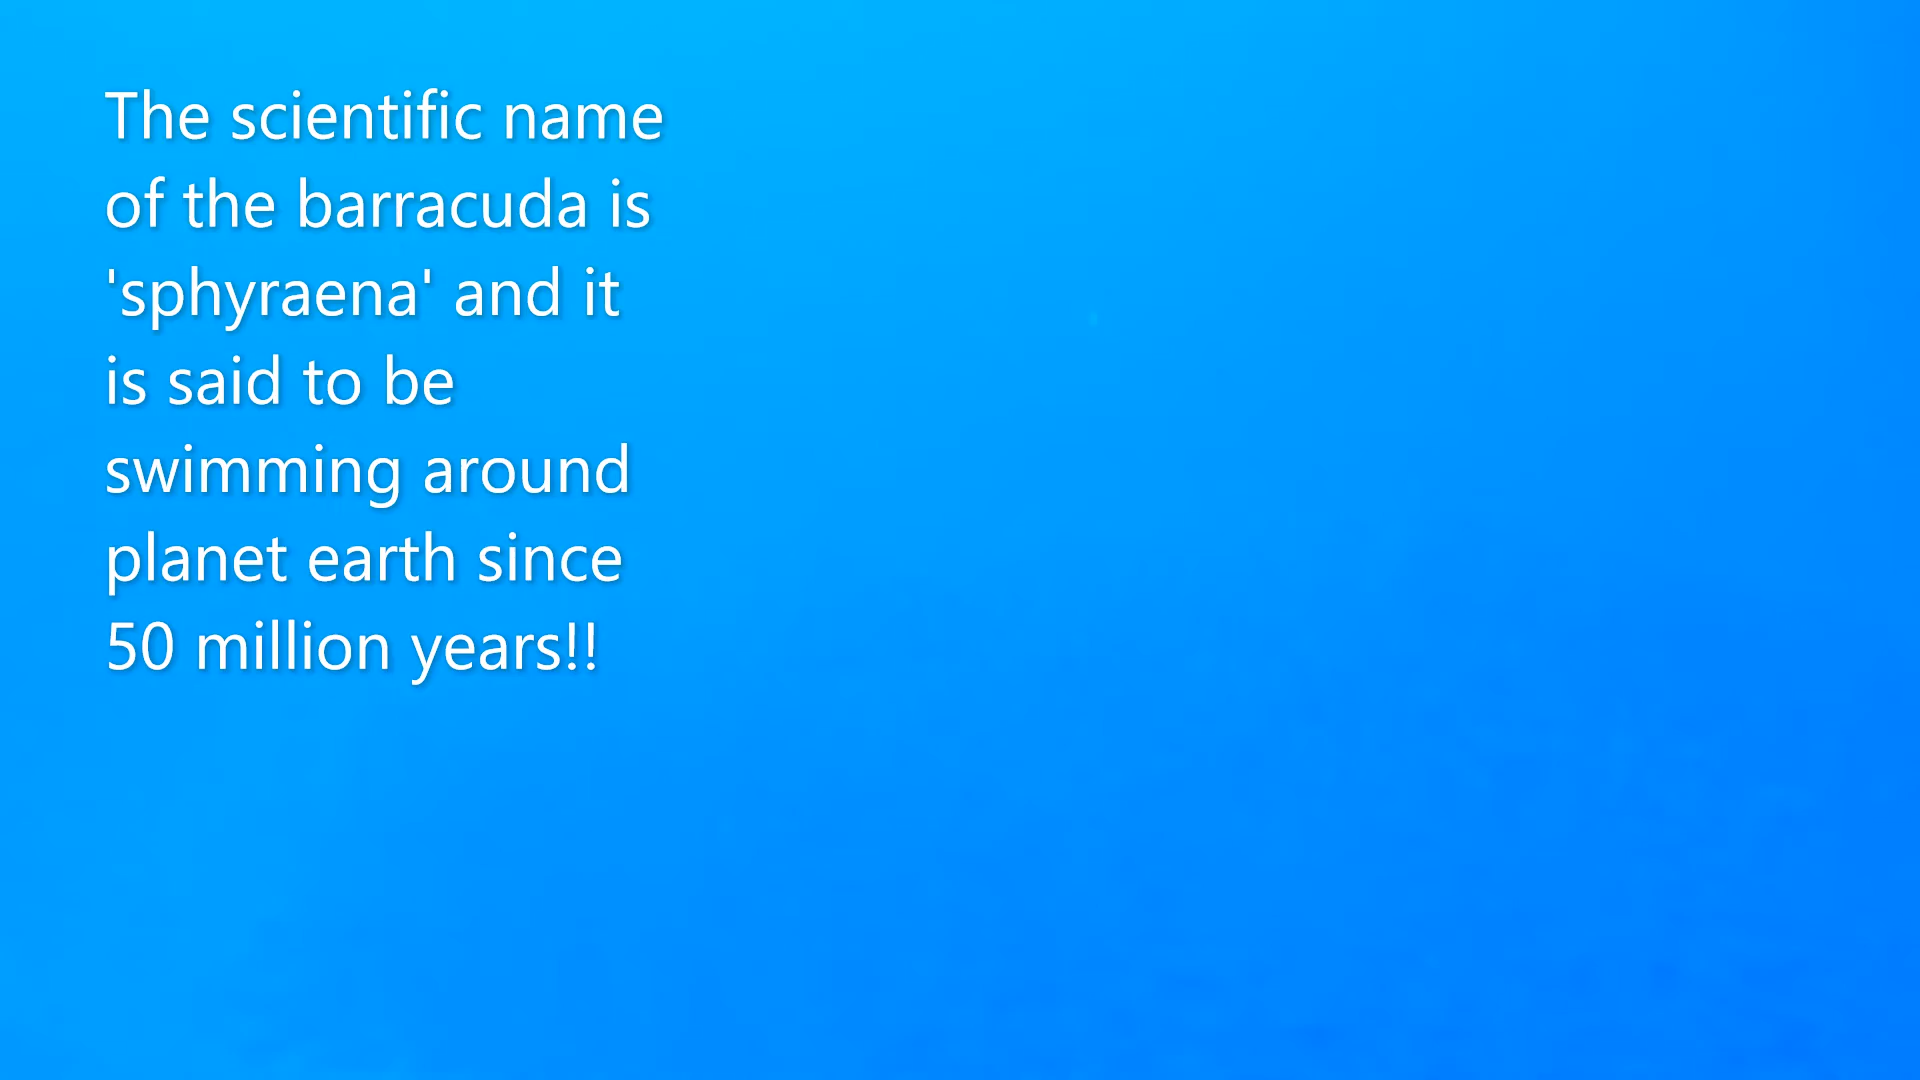 The scientific name
of the barracuda is
'sphyraena' and it
is said to be
swimming around
planet earth since
50 million years!!